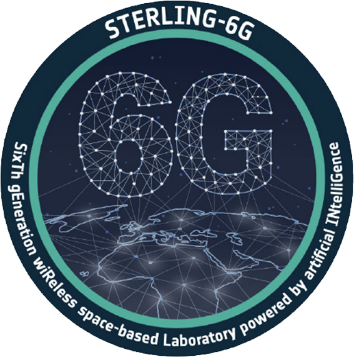 STERLING-6G
6G
SixTh gEneration wiReless space-based Laboratory powered by artificial INtelliGence